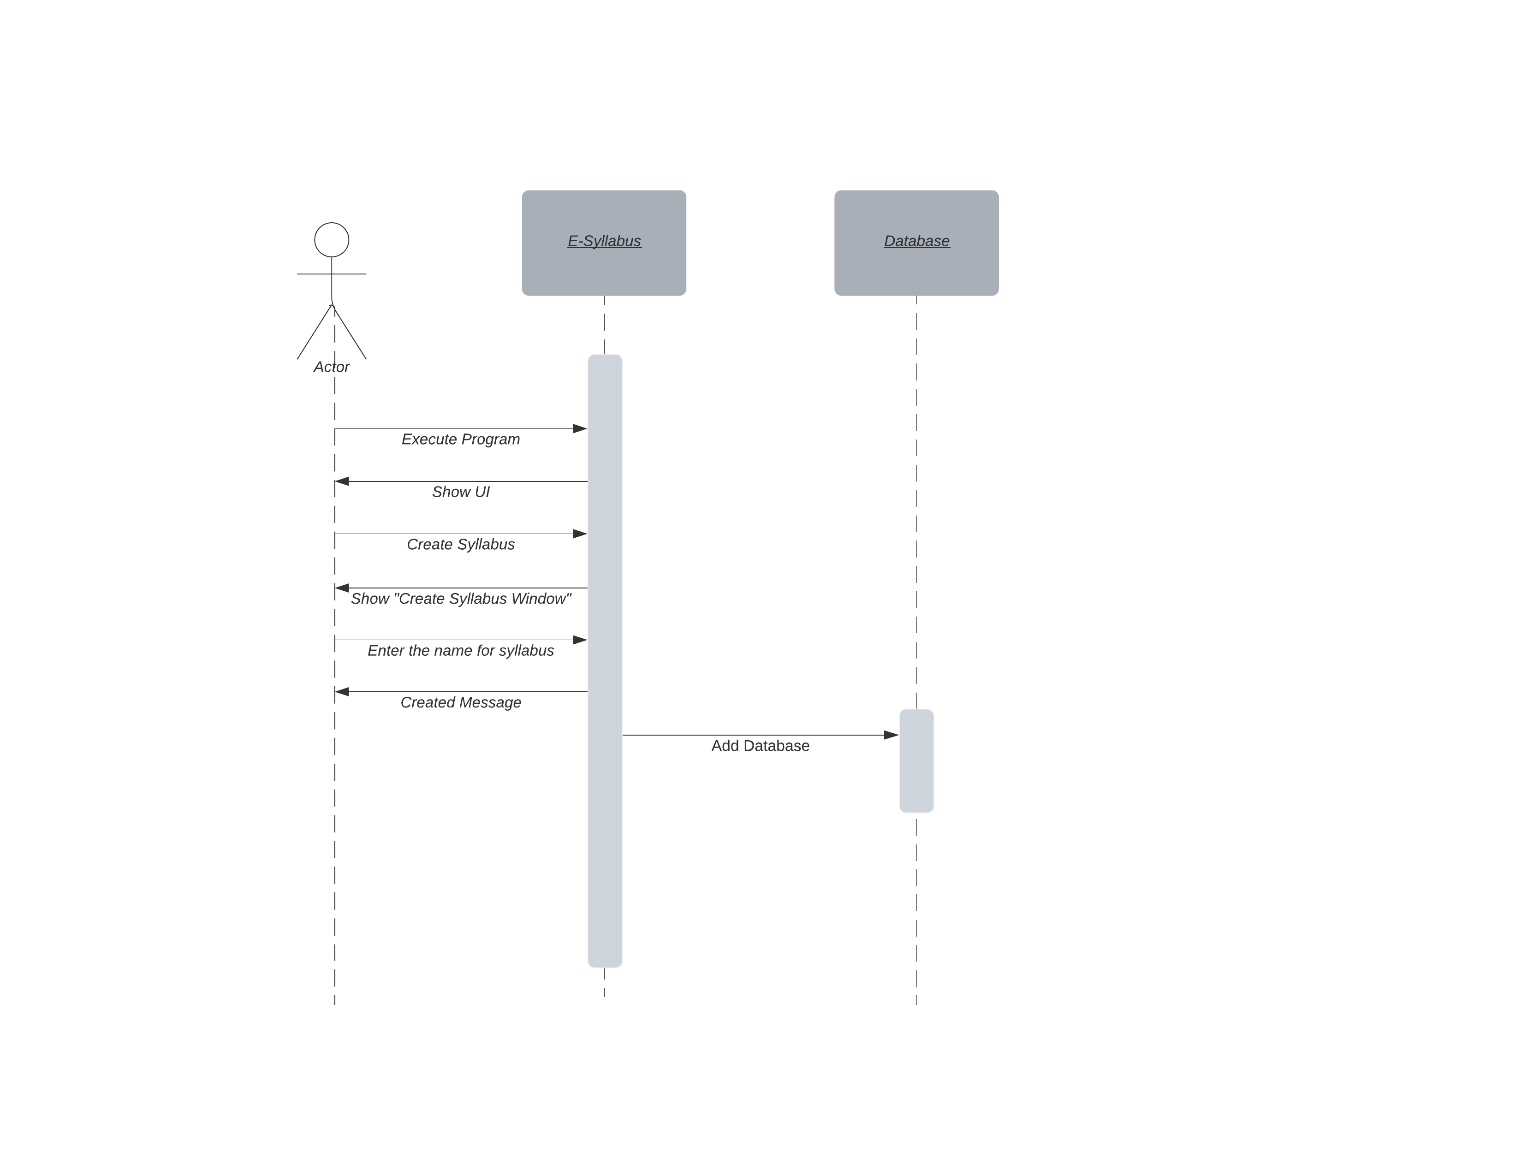 E-Syllabus
Database
Actor
Execute Program
Show UI
Create Syllabus
Show "Create Syllabus Window"
Enter the name for syllabus
Created Message
Add Database